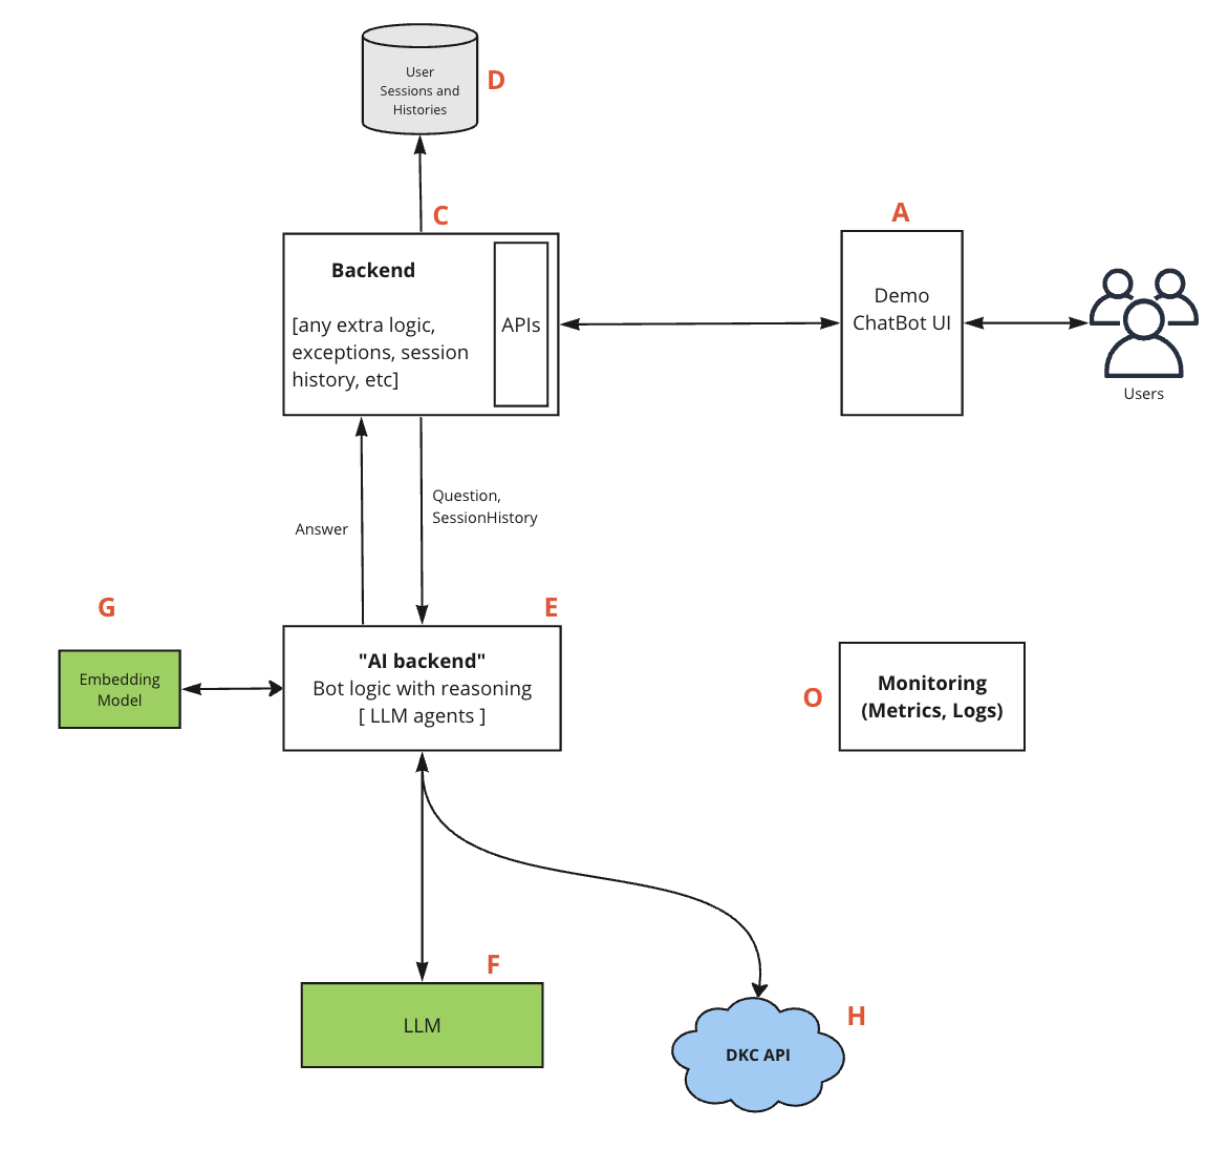 User
Sessions and
Histories
D
C
Backend
[any extra logic,
exceptions, session
history, etc]
APIs
A
Demo
ChatBot UI
Users
Answer
Question,
SessionHistory
G
Embedding
Model
E
"AI backend"
Bot logic with reasoning
[ LLM agents ]
O
Monitoring
(Metrics, Logs)
F
LLM
H
DKC API